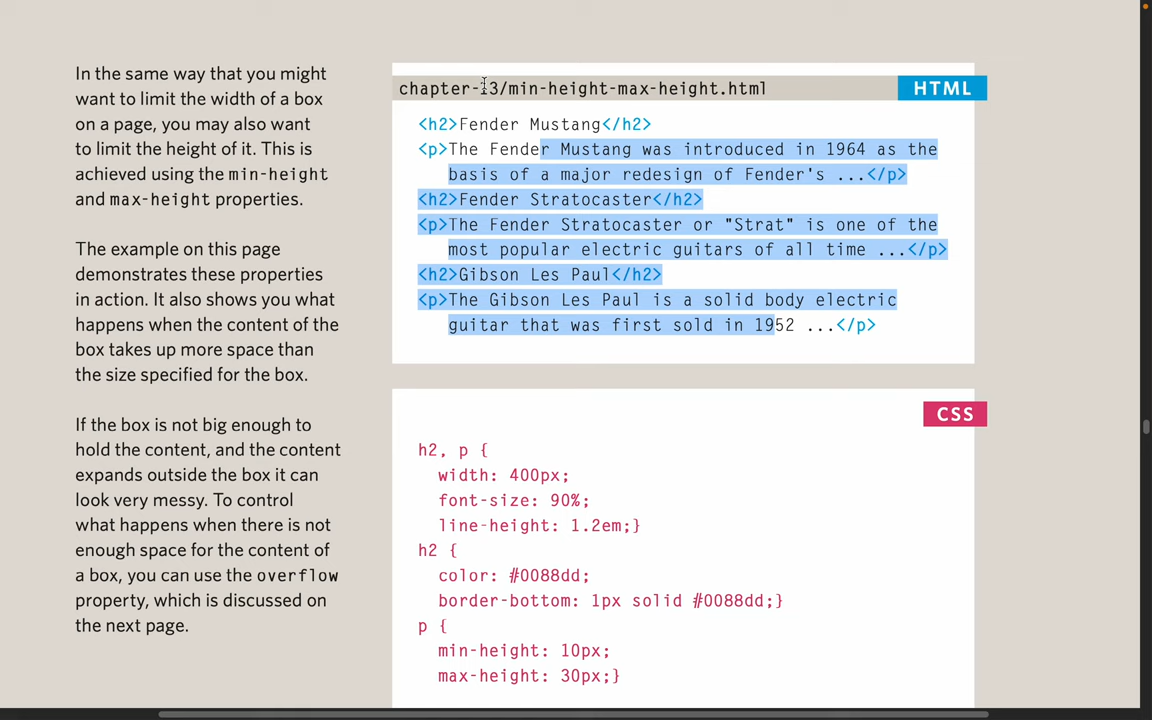 In the same way that you might
want to limit the width of a box
on a page, you may also want
to limit the height of it. This is
achieved using the min-height
and max-height properties.
The example on this page
demonstrates these properties
in action. It also shows you what
happens when the content of the
box takes up more space than
the size specified for the box.
If the box is not big enough to
hold the content, and the content
expands outside the box it can
look very messy. To control
what happens when there is not
enough space for the content of
a box, you can use the overflow
property, which is discussed on
the next page.
chapter-13/min-height-max-height.html
HTML
<h2>Fender Mustang</h2>
<p>The Fender Mustang was introduced in 1964 as the
basis of a major redesign of Fender's ...</p>
<h2>Fender Stratocaster</h2>
<p>The Fender Stratocaster or "Strat" is one of the
most popular electric guitars of all time ...</p>
<h2>Gibson Les Paul</h2>
<p>The Gibson Les Paul is a solid body electric
guitar that was first sold in 1952 ...</p>
CSS
h2, p {
width: 400px;
font-size: 90%;
line-height: 1.2em;}
h2 {
color: #0088dd;
border-bottom: 1px solid #0088dd;}
p {
min-height: 10px;
max-height: 30px;}